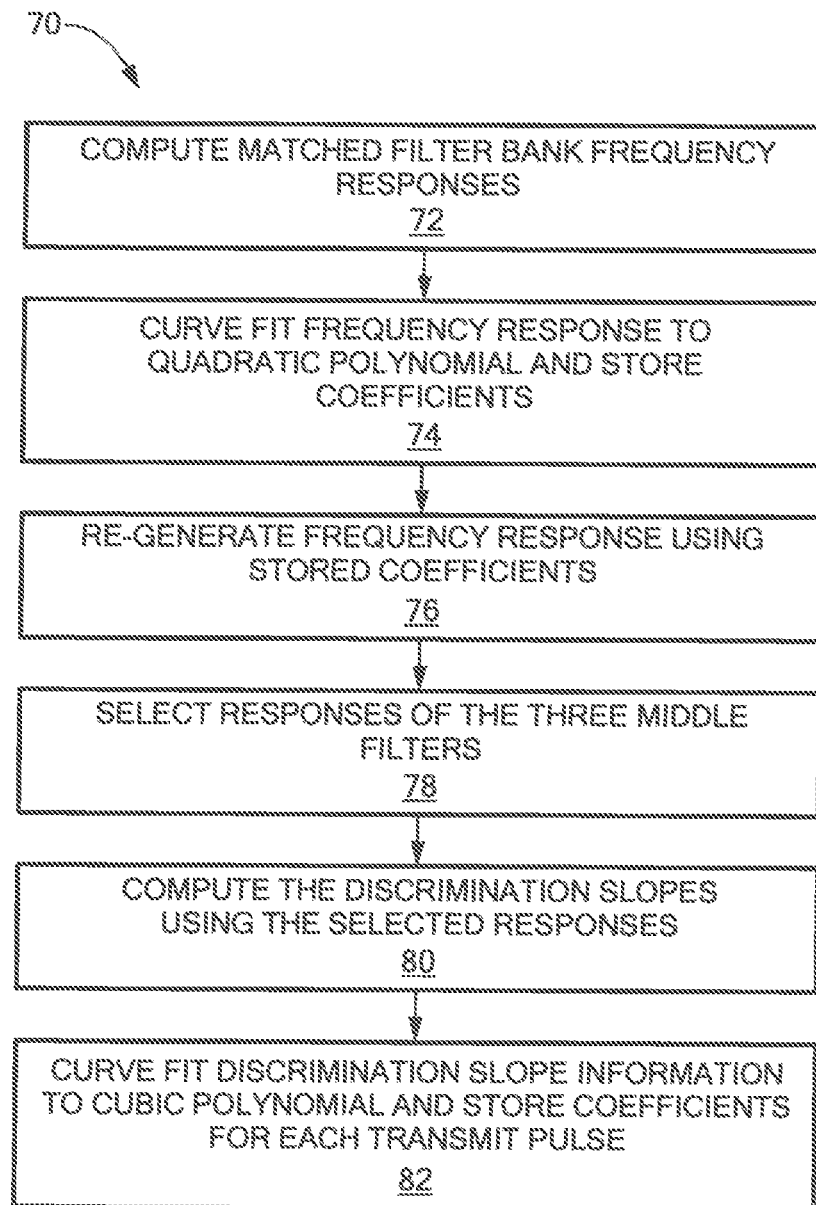 70
COMPUTE MATCHED FILTER BANK FREQUENCY
RESPONSES
72
CURVE FIT FREQUENCY RESPONSE TO
QUADRATIC POLYNOMIAL AND STORE
COEFFICIENTS
74
RE-GENERATE FREQUENCY RESPONSE USING
STORED COEFFICIENTS
76
SELECT RESPONSES OF THE THREE MIDDLE
FILTERS
78
COMPUTE THE DISCRIMINATION SLOPES
USING THE SELECTED RESPONSES
80
CURVE FIT DISCRIMINATION SLOPE INFORMATION
TO CUBIC POLYNOMIAL AND STORE COEFFICIENTS
FOR EACH TRANSMIT PULSE
82